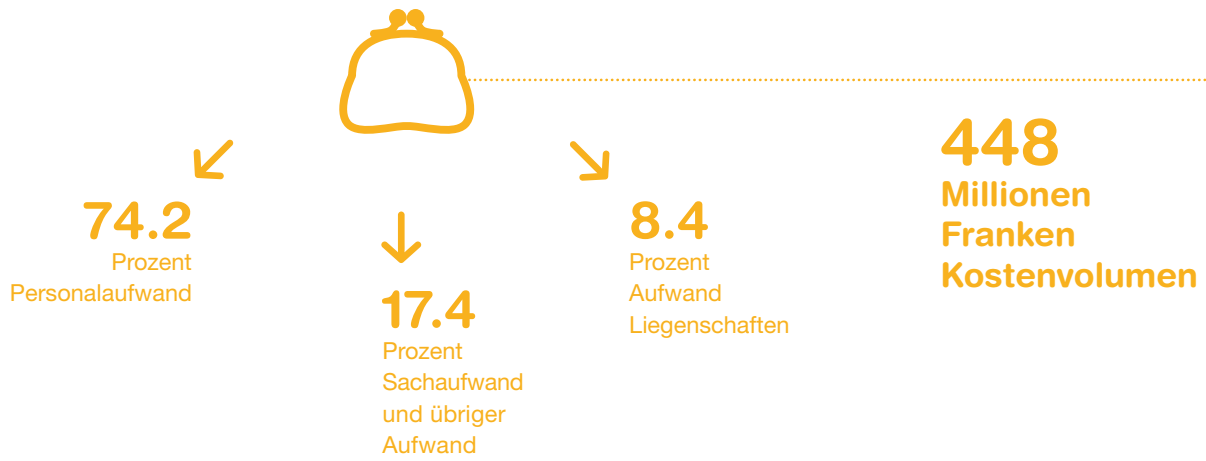 74.2
Prozent
Personalaufwand
17.4
Prozent
Sachaufwand
und übriger
Aufwand
8.4
Prozent
Aufwand
Liegenschaften
448
Millionen
Franken
Kostenvolumen